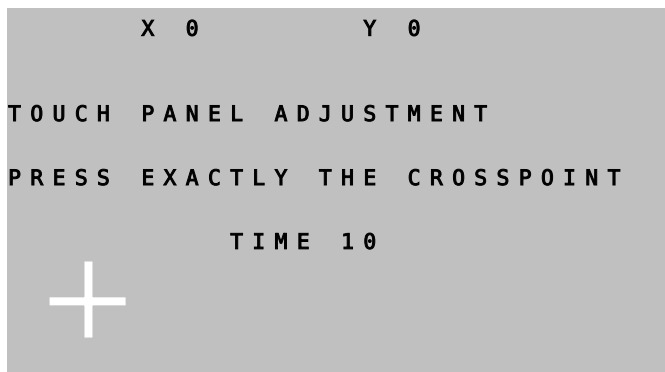 X 0 Y 0
TOUCH PANEL ADJUSTMENT
PRESS EXACTLY THE CROSSPOINT
TIME 10